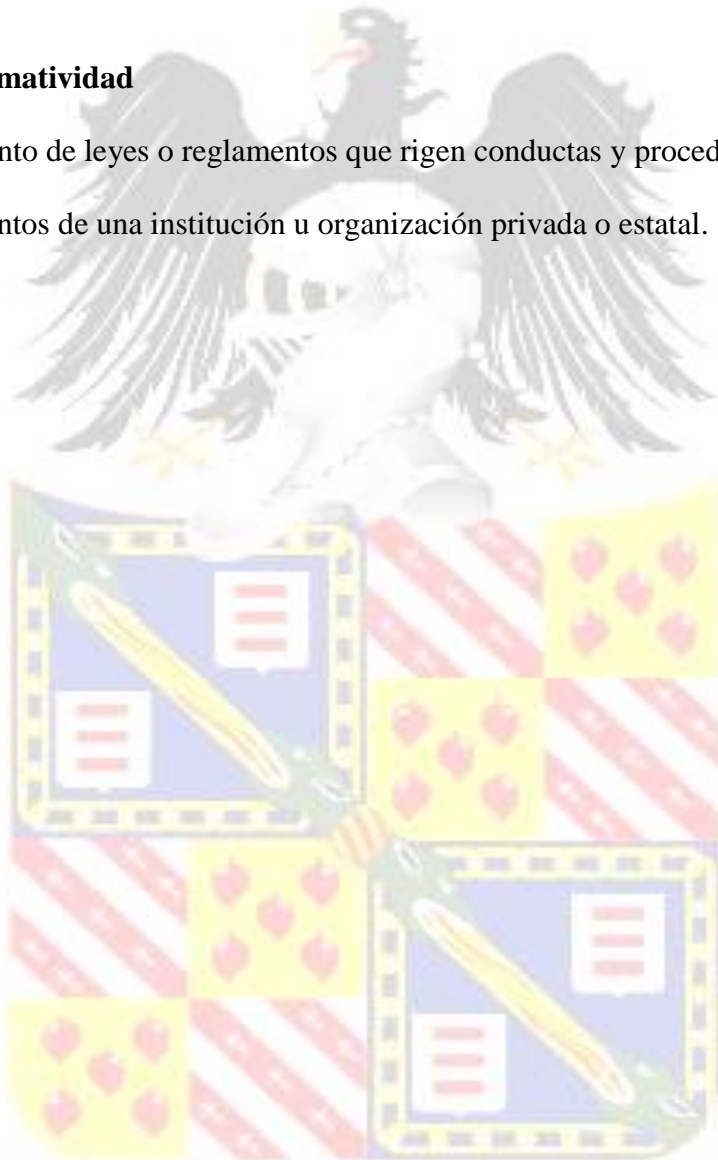 matividad
nto de leyes o reglamentos que rigen conductas y proced
ntos de una institución u organización privada o estatal.